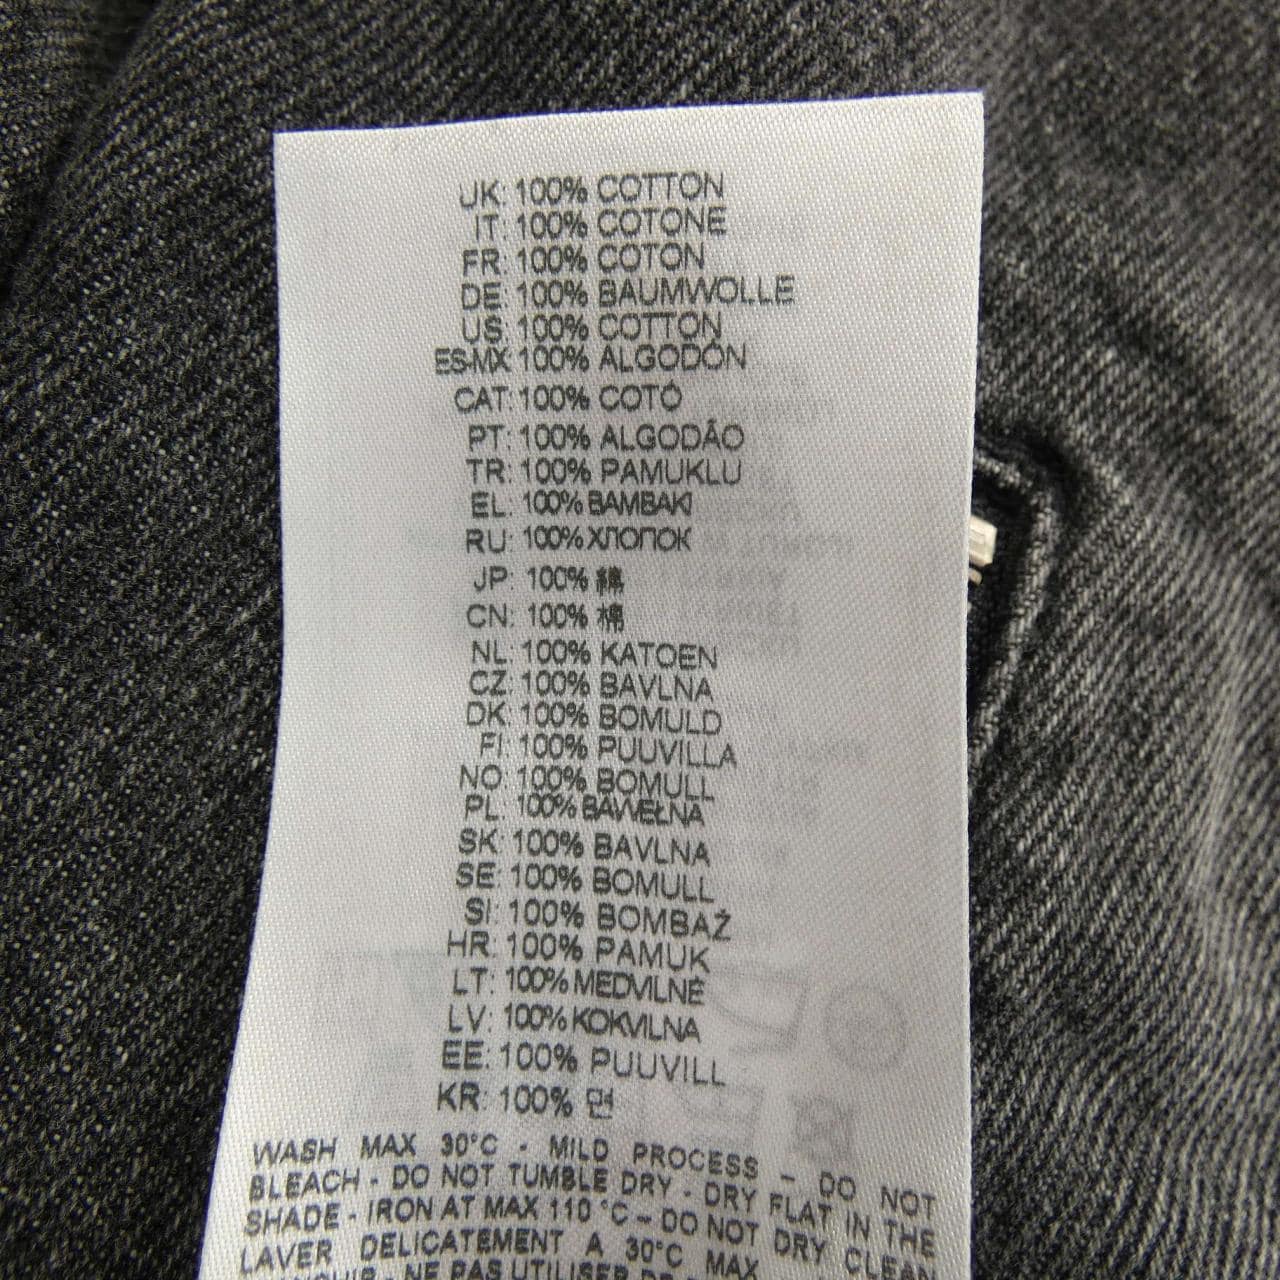 UK: 100% COTTON
IT: 100% COTONE
FR: 100% COTON
DE: 100% BAUMWOLLE
US: 100% COTTON
ES-MX 100% ALGODÓN
CAT: 100% COTÓ
PT: 100% ALGODÃO
TR: 100% PAMUKLU
EL: 100% BAMBAKI
RU: 100% ХЛОПОК
JP: 100% 綿
CN: 100% 棉
NL: 100% KATOEN
CZ: 100% BAVLNA
DK: 100% BOMULD
FI: 100% PUUVILLA
NO: 100% BOMULL
PL: 100% BAWEŁNA
SK: 100% BAVLNA
SE: 100% BOMULL
SI: 100% BOMBAŽ
HR: 100% PAMUK
LT: 100% MEDVILNĖ
LV: 100% KOKVILNA
EE: 100% PUUVILL
KR: 100% 면
WASH MAX 30°C - MILD PROCESS - DO NOT
BLEACH - DO NOT TUMBLE DRY - DRY FLAT IN THE
SHADE - IRON AT MAX 110 °C - DO NOT DRY CLEAN
LAVER DELICATEMENT A 30°C MAX
- NE PAS UTILISER DE